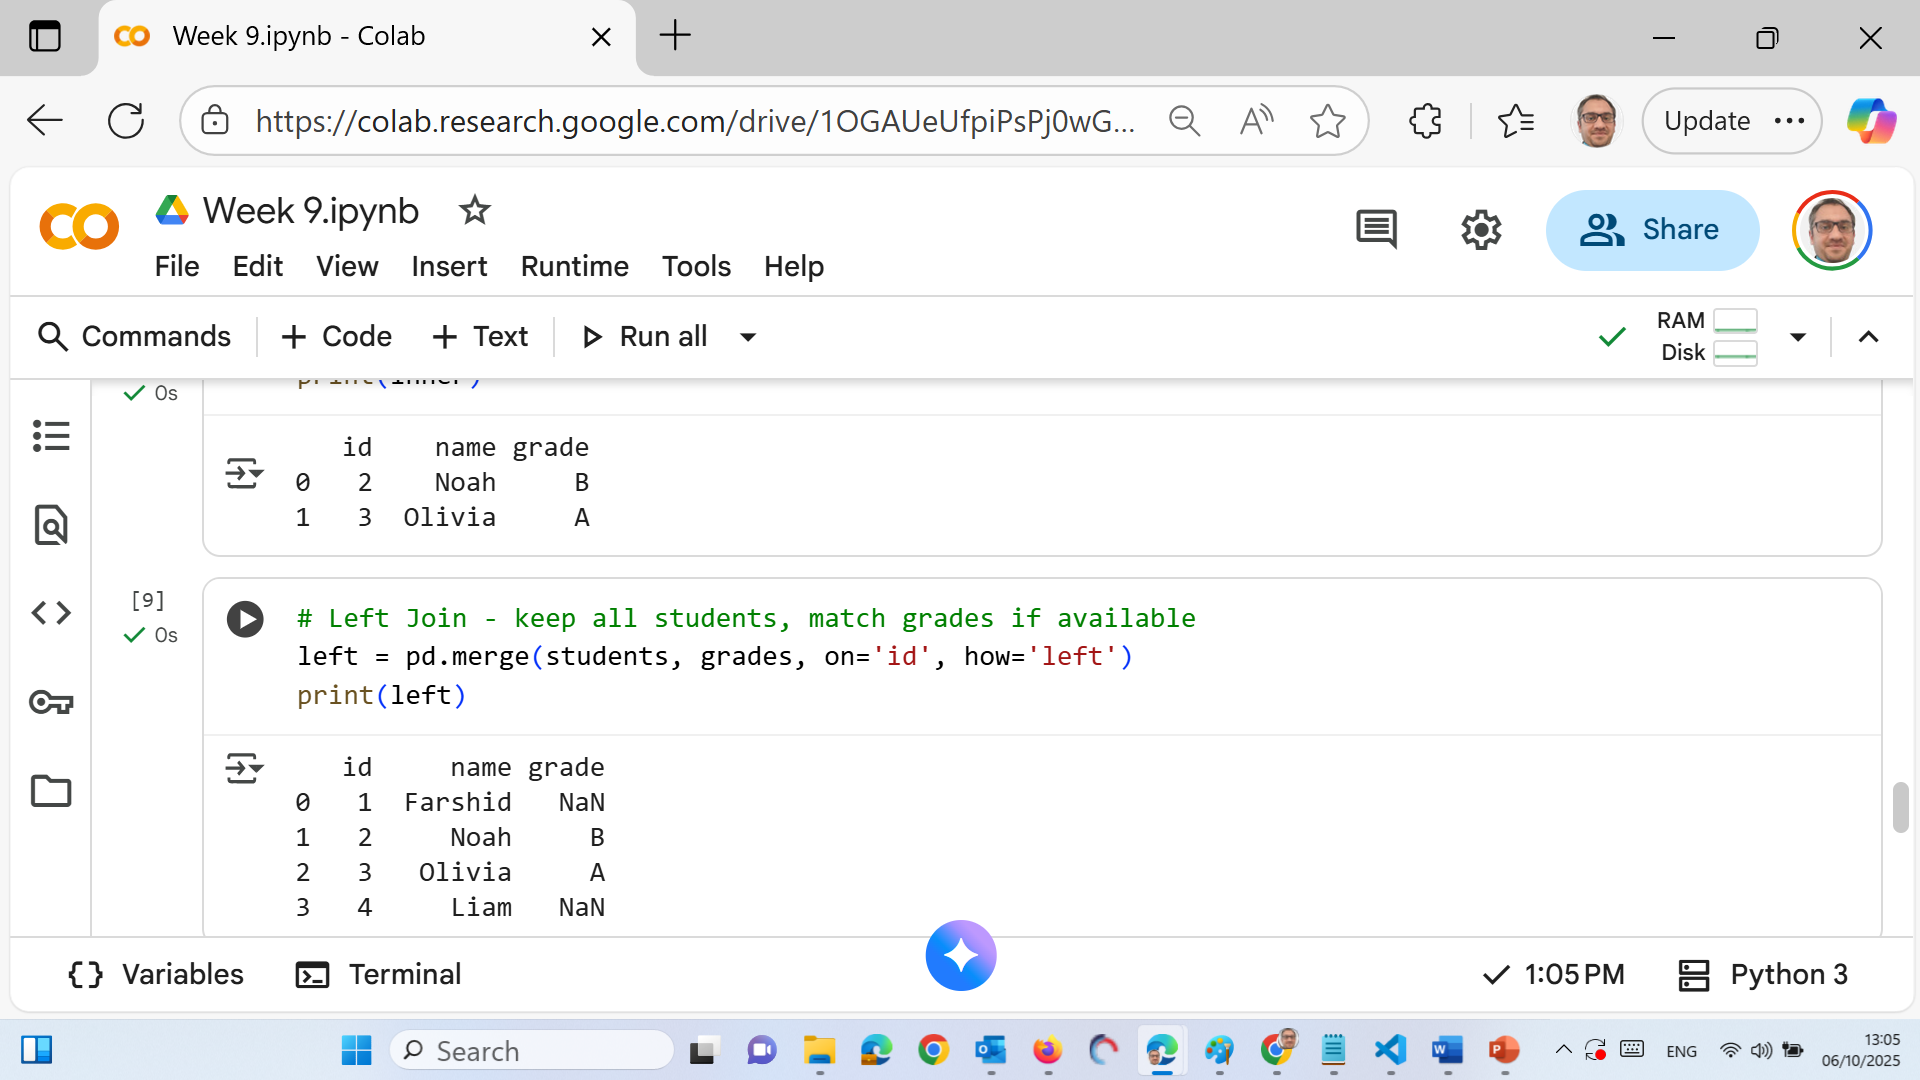 Week 9.ipynb - Colab
https://colab.research.google.com/drive/1OGAUeUfpiPsPj0wG...
Update
Week 9.ipynb
File Edit View Insert Runtime Tools Help
Share
Commands + Code + Text Run all
RAM
Disk
0s
print(inner)
id name grade
0 2 Noah B
1 3 Olivia A
[9]
0s
# Left Join - keep all students, match grades if available
left = pd.merge(students, grades, on='id', how='left')
print(left)
id name grade
0 1 Farshid NaN
1 2 Noah B
2 3 Olivia A
3 4 Liam NaN
{} Variables Terminal 1:05 PM Python 3
Search
ENG
13:05
06/10/2025